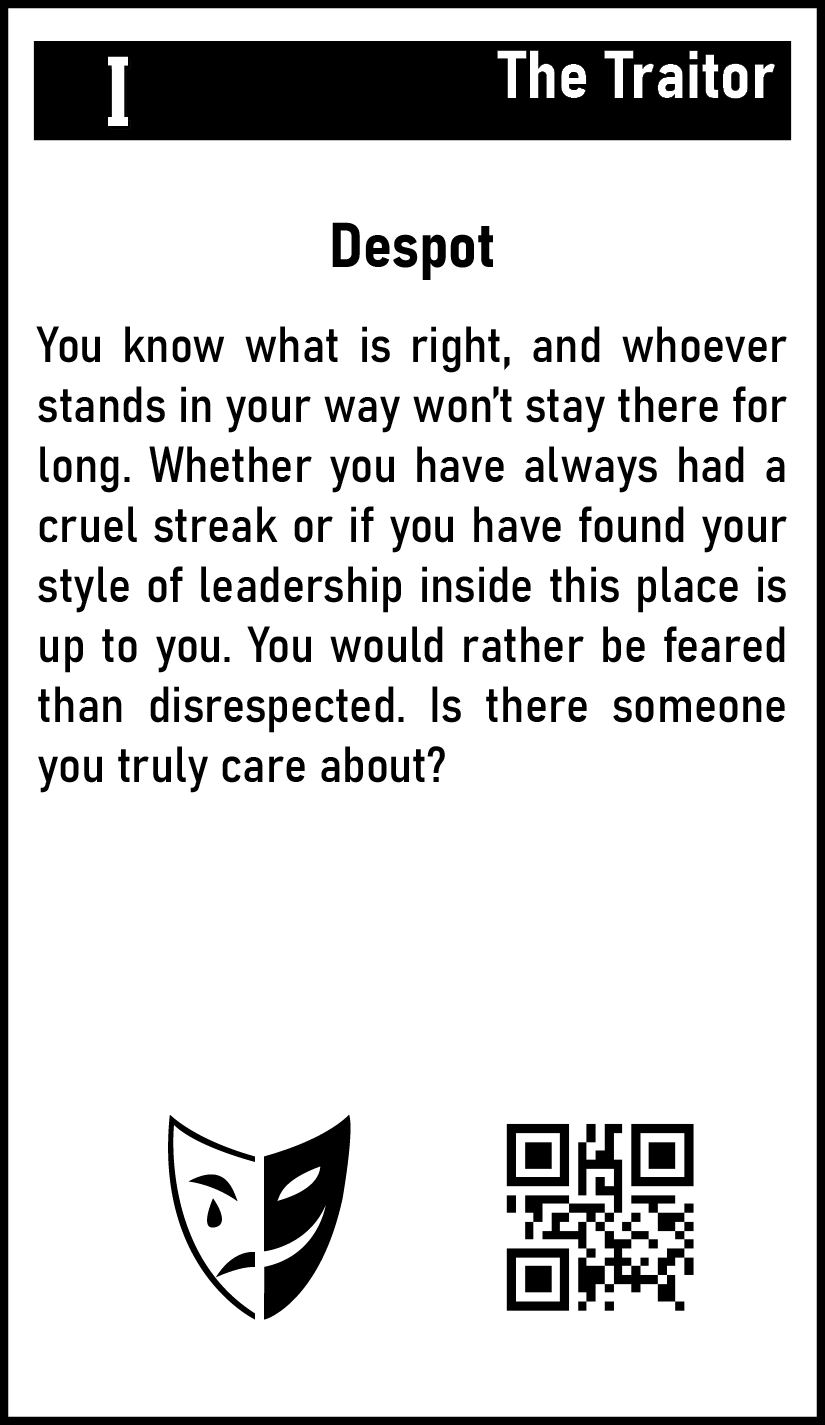 I
The Traitor
Despot
You know what is right, and whoever
stands in your way won’t stay there for
long. Whether you have always had a
cruel streak or if you have found your
style of leadership inside this place is
up to you. You would rather be feared
than disrespected. Is there someone
you truly care about?